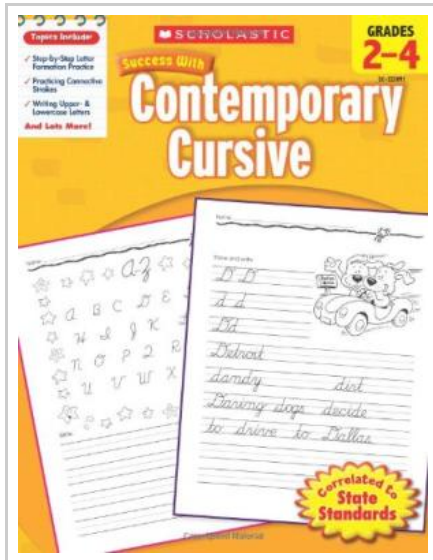 Topics Include:
✓ Step-by-Step Letter
Formation Practice
✓ Practicing Connective
Strokes
✓ Writing Upper- &
Lowercase Letters
And Lots More!
SCHOLASTIC
GRADES
2–4
Success With
Contemporary
Cursive
A-Z
A B C D E
H I J K
N O P Q R
U V W X
Name
Trace and write.
D D
d d
Dd
Detroit
dandy dirt
Daring dogs decide
to drive to Dallas.
Correlated to
State
Standards